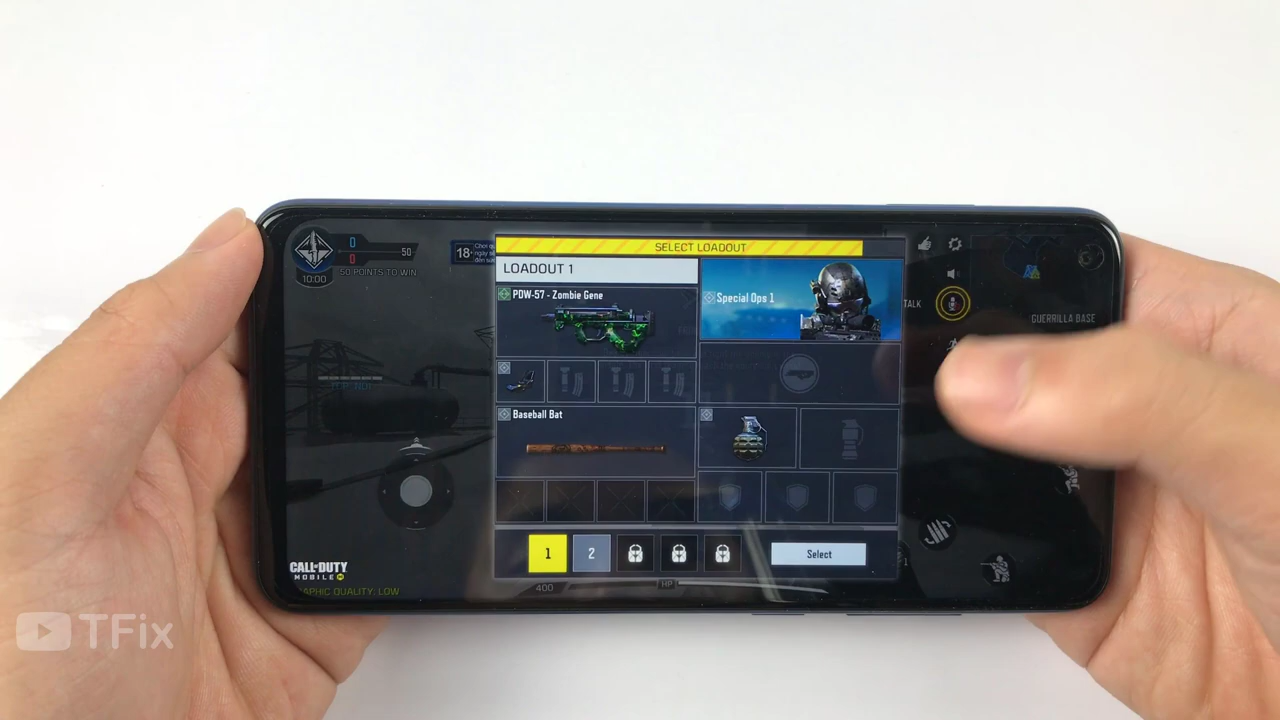 0
50
0
10:00
50 POINTS TO WIN
18+
SELECT LOADOUT
LOADOUT 1
PDW-57 - Zombie Gene
Special Ops 1
TALK
GUERRILLA BASE
Baseball Bat
1
2
Select
400
HP
CALL OF DUTY
MOBILE
APHIC QUALITY: LOW
TFix